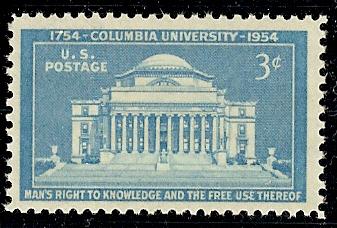 1754 - COLUMBIA UNIVERSITY - 1954
U.S.
POSTAGE
3¢
MAN'S RIGHT TO KNOWLEDGE AND THE FREE USE THEREOF